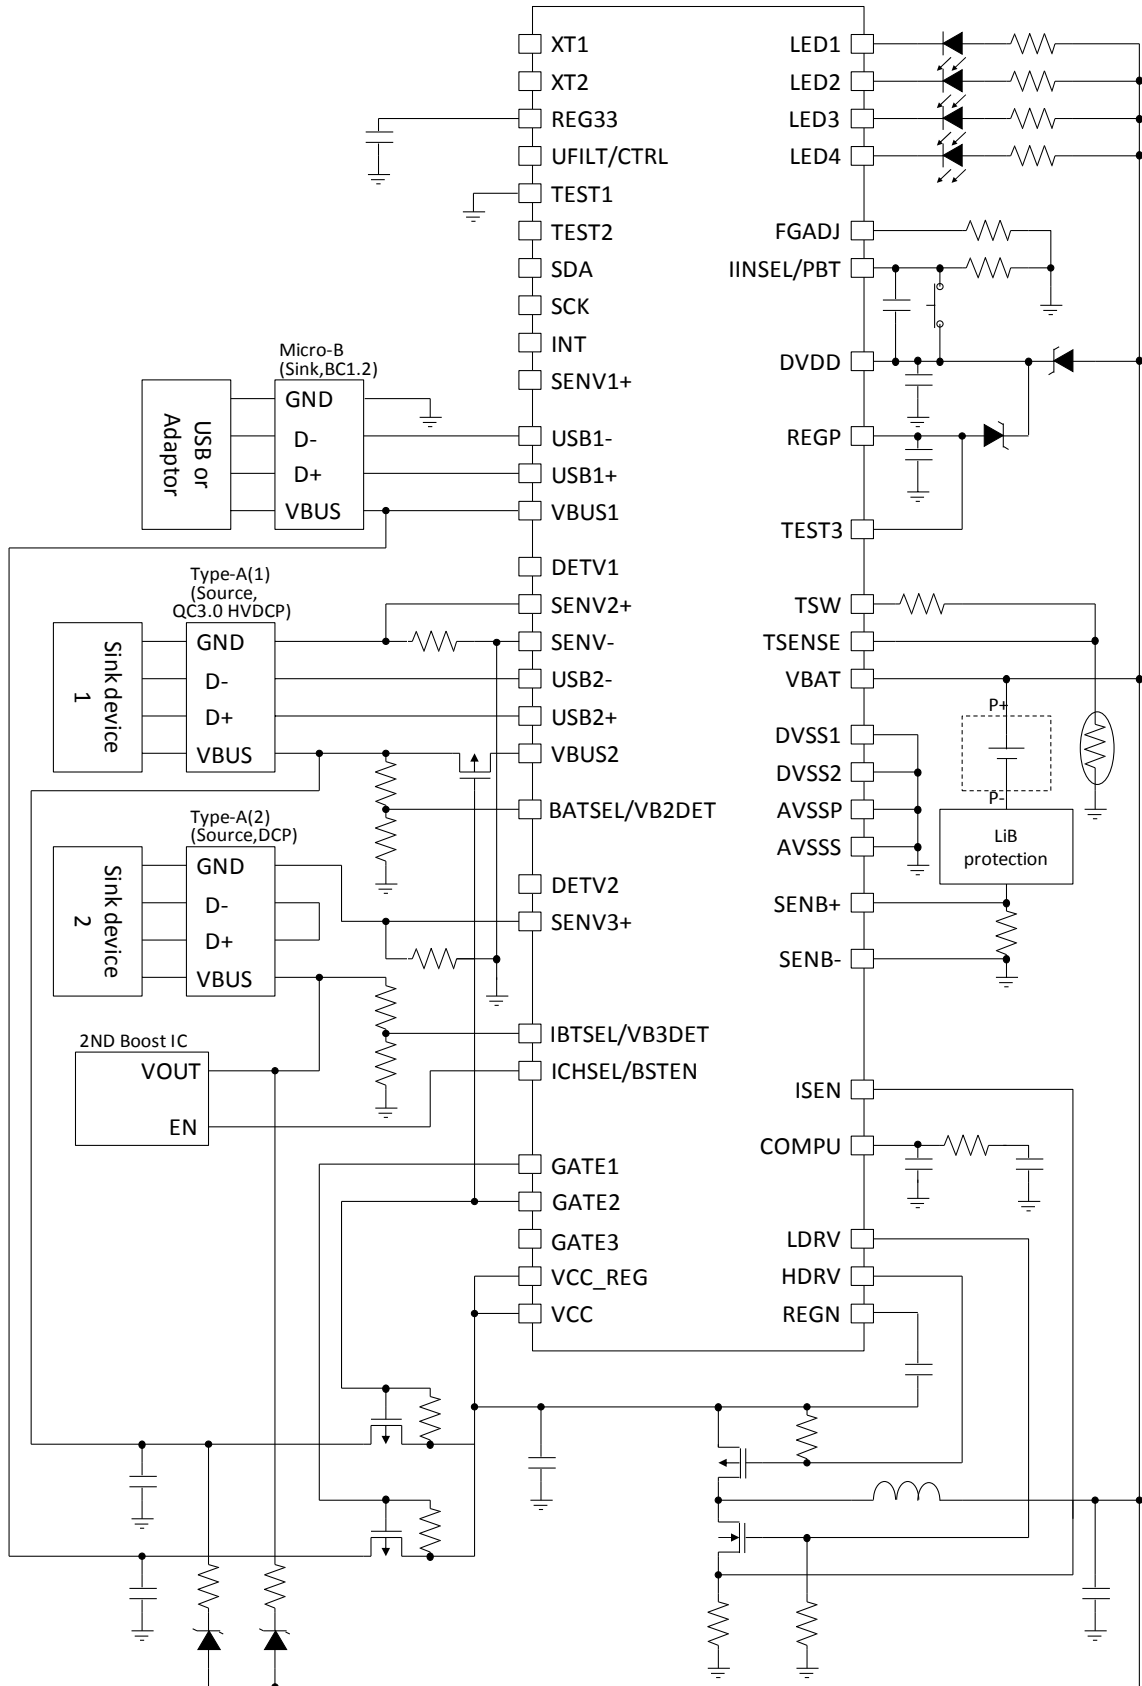 XT1
XT2
REG33
UFILT/CTRL
TEST1
TEST2
SDA
SCK
INT
SENV1+
USB1-
USB1+
VBUS1
DETV1
SENV2+
SENV-
USB2-
USB2+
VBUS2
BATSEL/VB2DET
DETV2
SENV3+
IBTSEL/VB3DET
ICHSEL/BSTEN
GATE1
GATE2
GATE3
VCC_REG
VCC
LED1
LED2
LED3
LED4
FGADJ
IINSEL/PBT
DVDD
REGP
TEST3
TSW
TSENSE
VBAT
DVSS1
DVSS2
AVSSP
AVSSS
SENB+
SENB-
ISEN
COMPU
LDRV
HDRV
REGN
Micro-B
(Sink,BC1.2)
USB or
Adaptor
GND
D-
D+
VBUS
Type-A(1)
(Source,
QC3.0 HVDCP)
Sink device
1
GND
D-
D+
VBUS
Type-A(2)
(Source,DCP)
Sink device
2
GND
D-
D+
VBUS
2ND Boost IC
VOUT
EN
P+
P-
LiB
protection